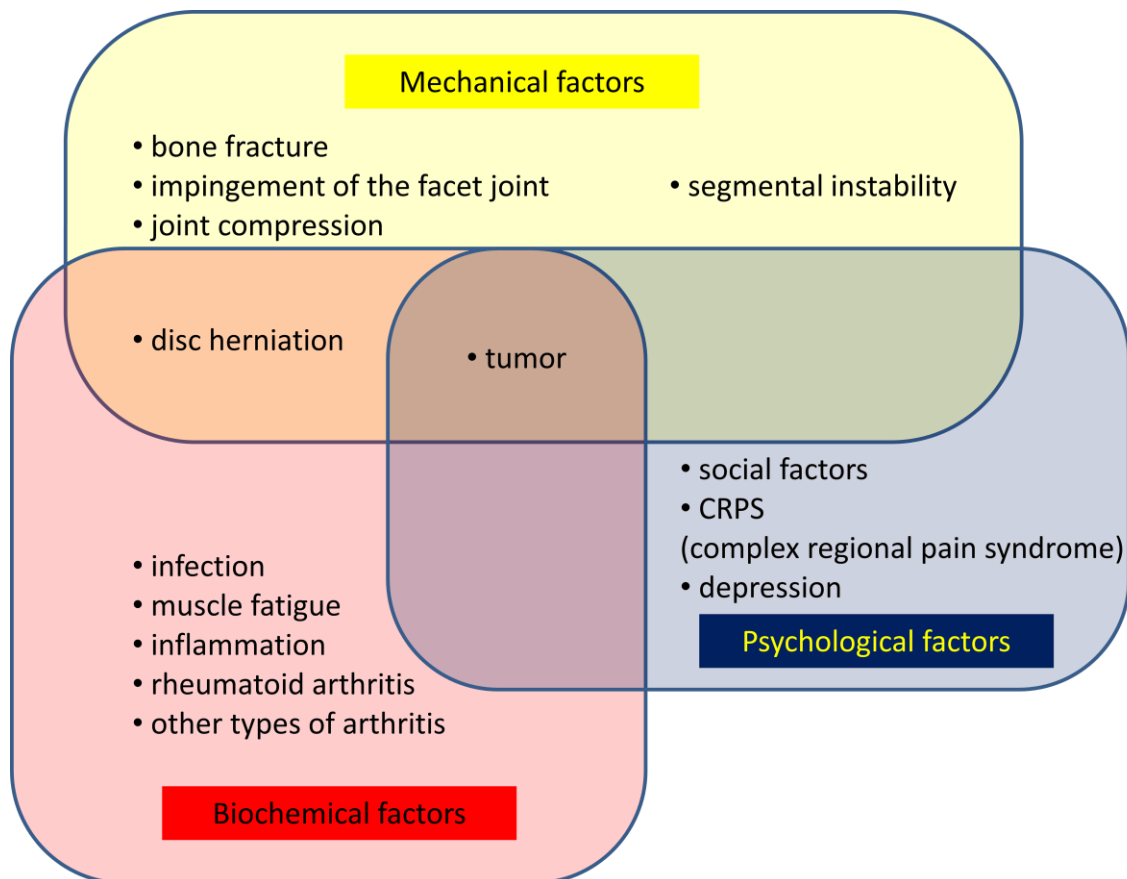 Mechanical factors
• bone fracture
• impingement of the facet joint
• joint compression
• segmental instability
• disc herniation
• tumor
• social factors
• CRPS
(complex regional pain syndrome)
• depression
Psychological factors
• infection
• muscle fatigue
• inflammation
• rheumatoid arthritis
• other types of arthritis
Biochemical factors